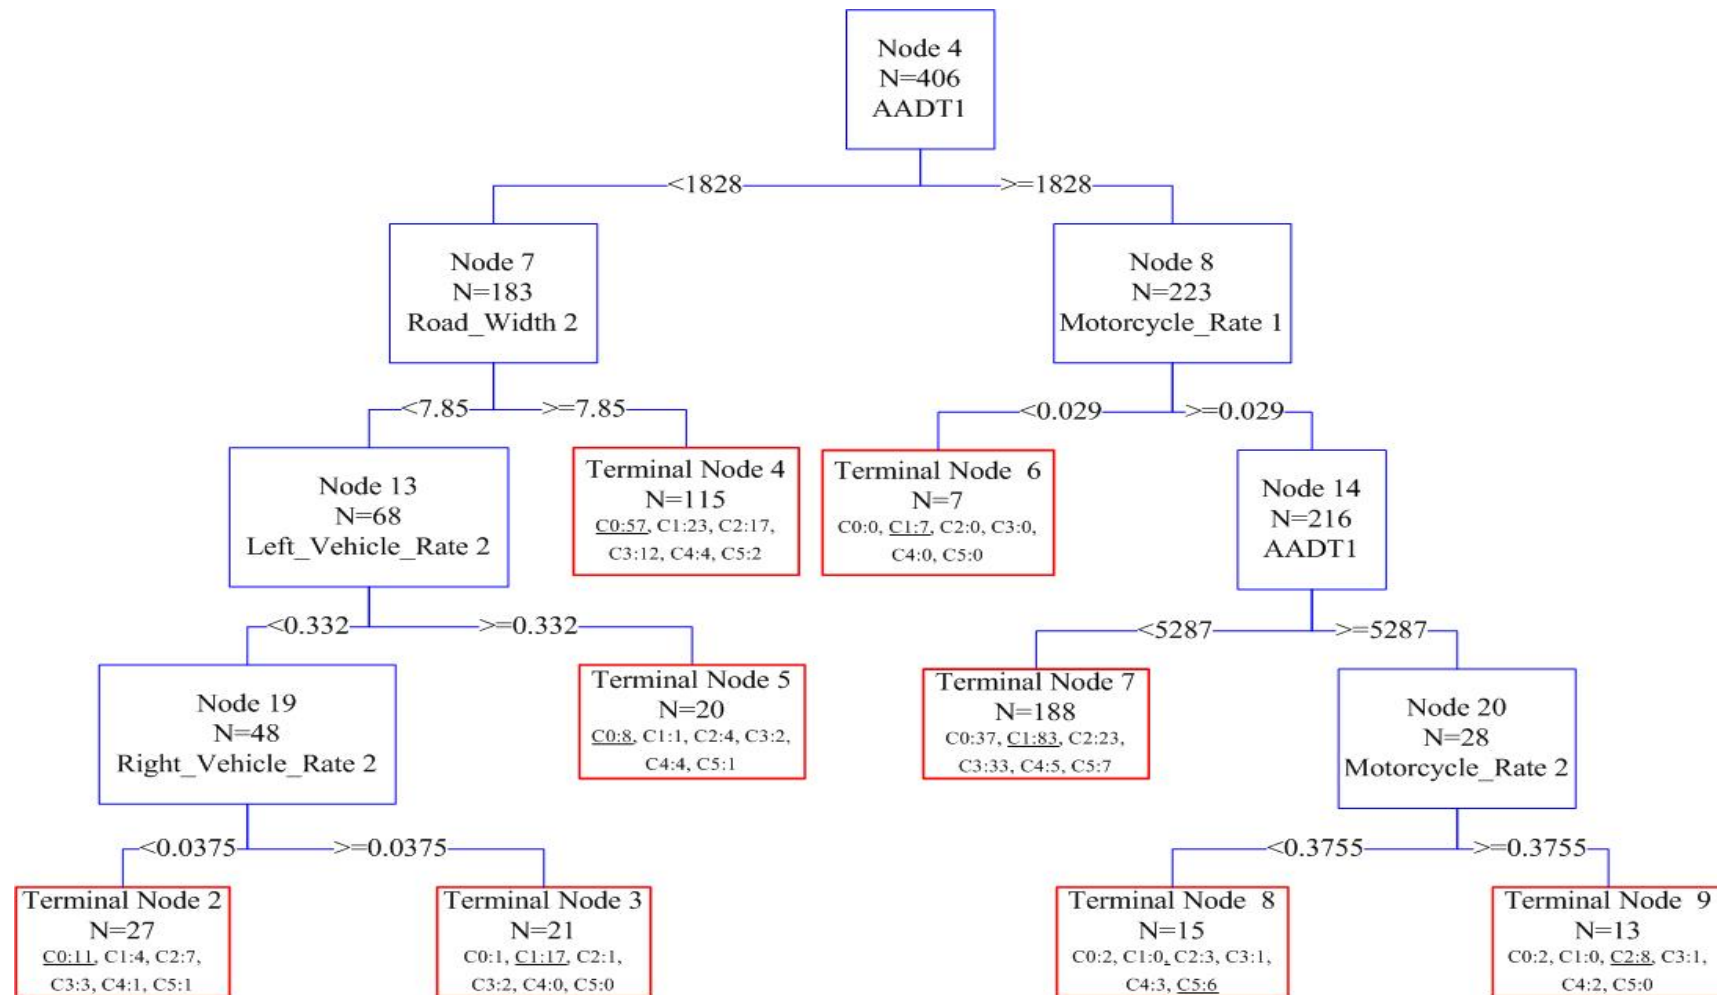 Node 4
N=406
AADT1
<1828
>=1828
Node 7
N=183
Road_Width 2
Node 8
N=223
Motorcycle_Rate 1
<7.85
>=7.85
<0.029
>=0.029
Node 13
N=68
Left_Vehicle_Rate 2
Terminal Node 4
N=115
C0:57, C1:23, C2:17,
C3:12, C4:4, C5:2
Terminal Node 6
N=7
C0:0, C1:7, C2:0, C3:0,
C4:0, C5:0
Node 14
N=216
AADT1
<0.332
>=0.332
<5287
>=5287
Node 19
N=48
Right_Vehicle_Rate 2
Terminal Node 5
N=20
C0:8, C1:1, C2:4, C3:2,
C4:4, C5:1
Terminal Node 7
N=188
C0:37, C1:83, C2:23,
C3:33, C4:5, C5:7
Node 20
N=28
Motorcycle_Rate 2
<0.0375
>=0.0375
<0.3755
>=0.3755
Terminal Node 2
N=27
C0:11, C1:4, C2:7,
C3:3, C4:1, C5:1
Terminal Node 3
N=21
C0:1, C1:17, C2:1,
C3:2, C4:0, C5:0
Terminal Node 8
N=15
C0:2, C1:0, C2:3, C3:1,
C4:3, C5:6
Terminal Node 9
N=13
C0:2, C1:0, C2:8, C3:1,
C4:2, C5:0